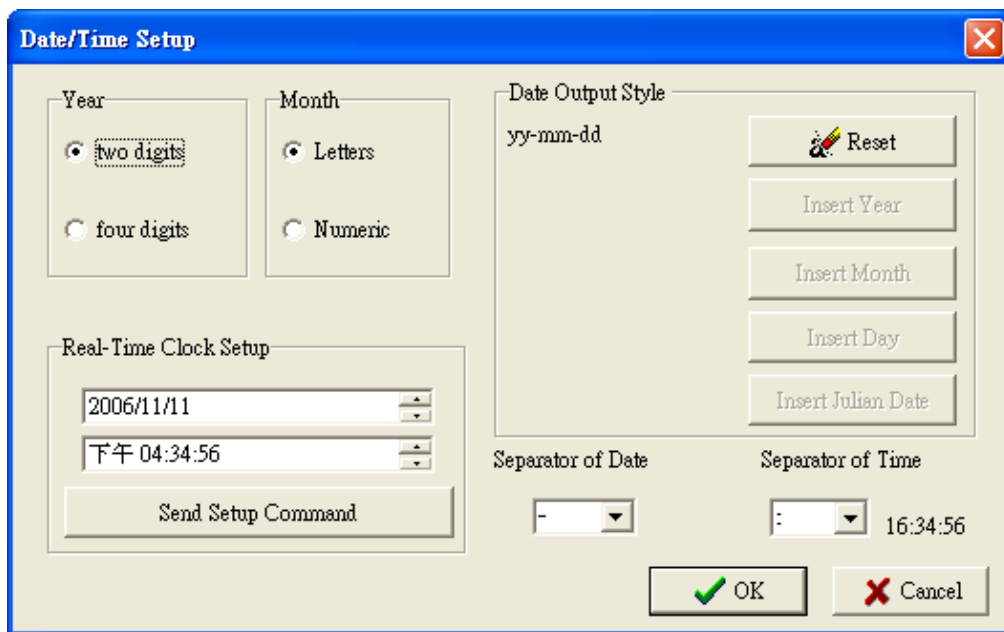 Date/Time Setup
Year
two digits
four digits
Month
Letters
Numeric
Date Output Style
yy-mm-dd
Reset
Insert Year
Insert Month
Insert Day
Insert Julian Date
Real-Time Clock Setup
2006/11/11
下午 04:34:56
Send Setup Command
Separator of Date
-
Separator of Time
:
16:34:56
OK
Cancel